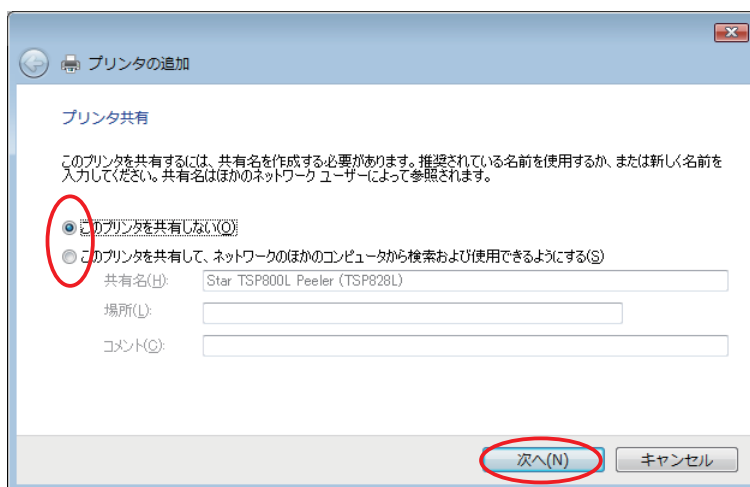 プリンタの追加
プリンタ共有
このプリンタを共有するには、共有名を作成する必要があります。推奨されている名前を使用するか、または新しく名前を
入力してください。共有名はほかのネットワーク ユーザーによって参照されます。
このプリンタを共有しない(O)
このプリンタを共有して、ネットワークのほかのコンピュータから検索および使用できるようにする(S)
共有名(H): Star TSP800L Peeler (TSP828L)
場所(L):
コメント(C):
次へ(N) キャンセル